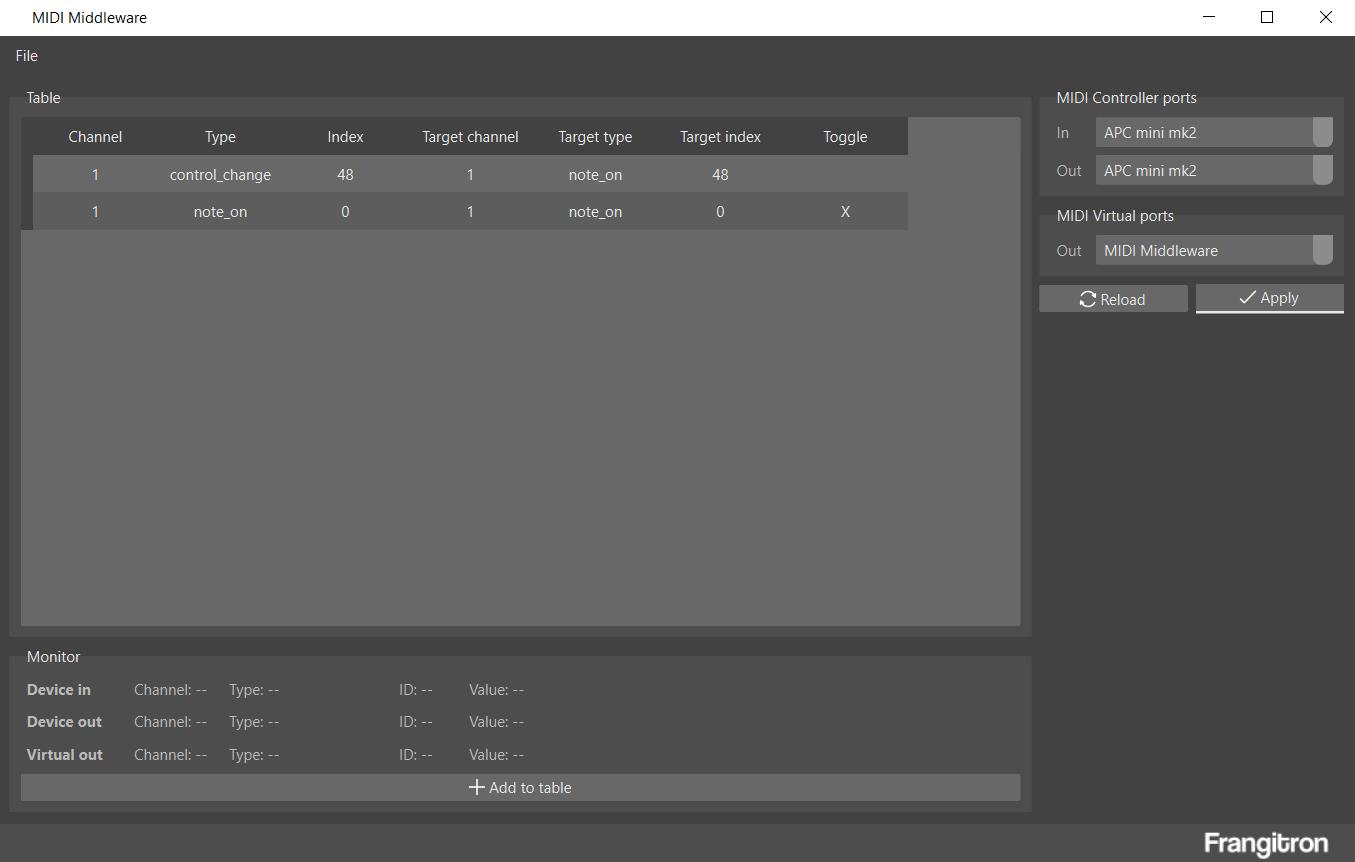 MIDI Middleware
File
Table
Channel Type Index Target channel Target type Target index Toggle
1 control_change 48 1 note_on 48
1 note_on 0 1 note_on 0 X
MIDI Controller ports
In APC mini mk2
Out APC mini mk2
MIDI Virtual ports
Out MIDI Middleware
Reload Apply
Monitor
Device in Channel: -- Type: -- ID: -- Value: --
Device out Channel: -- Type: -- ID: -- Value: --
Virtual out Channel: -- Type: -- ID: -- Value: --
Add to table
Frangitron